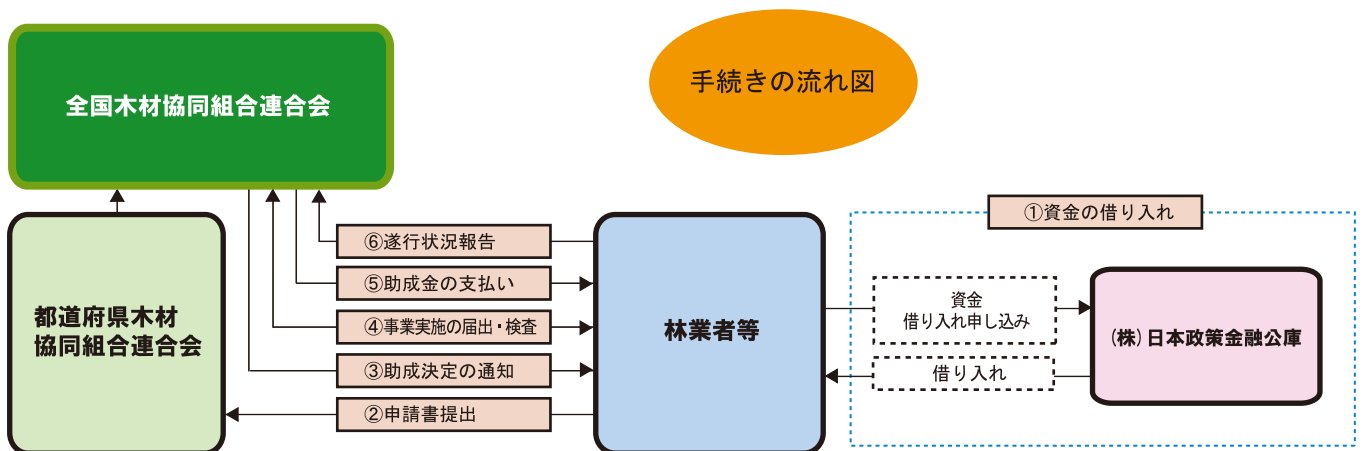 手続きの流れ図
全国木材協同組合連合会
①資金の借り入れ
⑥遂行状況報告
⑤助成金の支払い
④事業実施の届出・検査
③助成決定の通知
②申請書提出
都道府県木材
協同組合連合会
林業者等
資金
借り入れ申し込み
借り入れ
(株)日本政策金融公庫